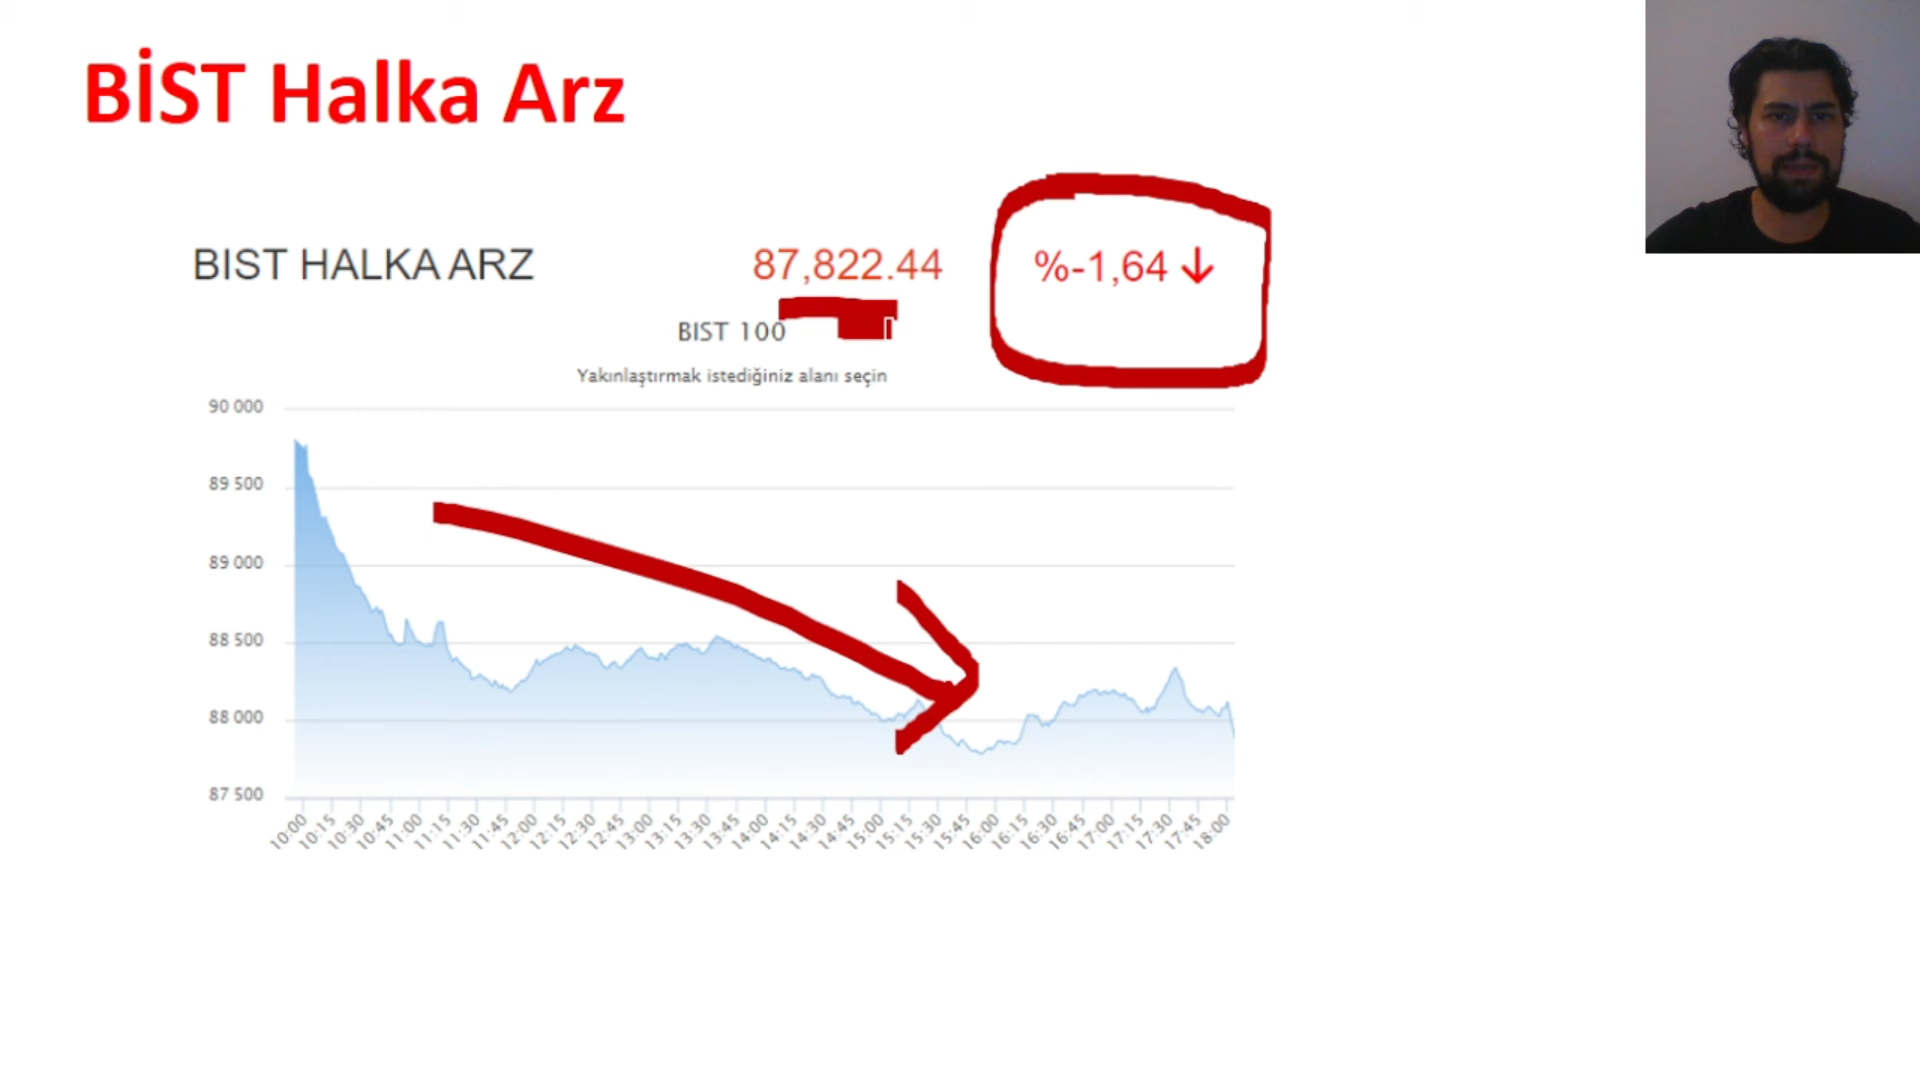 BİST Halka Arz
BIST HALKA ARZ 87,822.44 %-1,64 ↓
BIST 100
Yakınlaştırmak istediğiniz alanı seçin
90 000
89 500
89 000
88 500
88 000
87 500
10:00 10:15 10:30 10:45 11:00 11:15 11:30 11:45 12:00 12:15 12:30 12:45 13:00 13:15 13:30 13:45 14:00 14:15 14:30 14:45 15:00 15:15 15:30 15:45 16:00 16:15 16:30 16:45 17:00 17:15 17:30 17:45 18:00